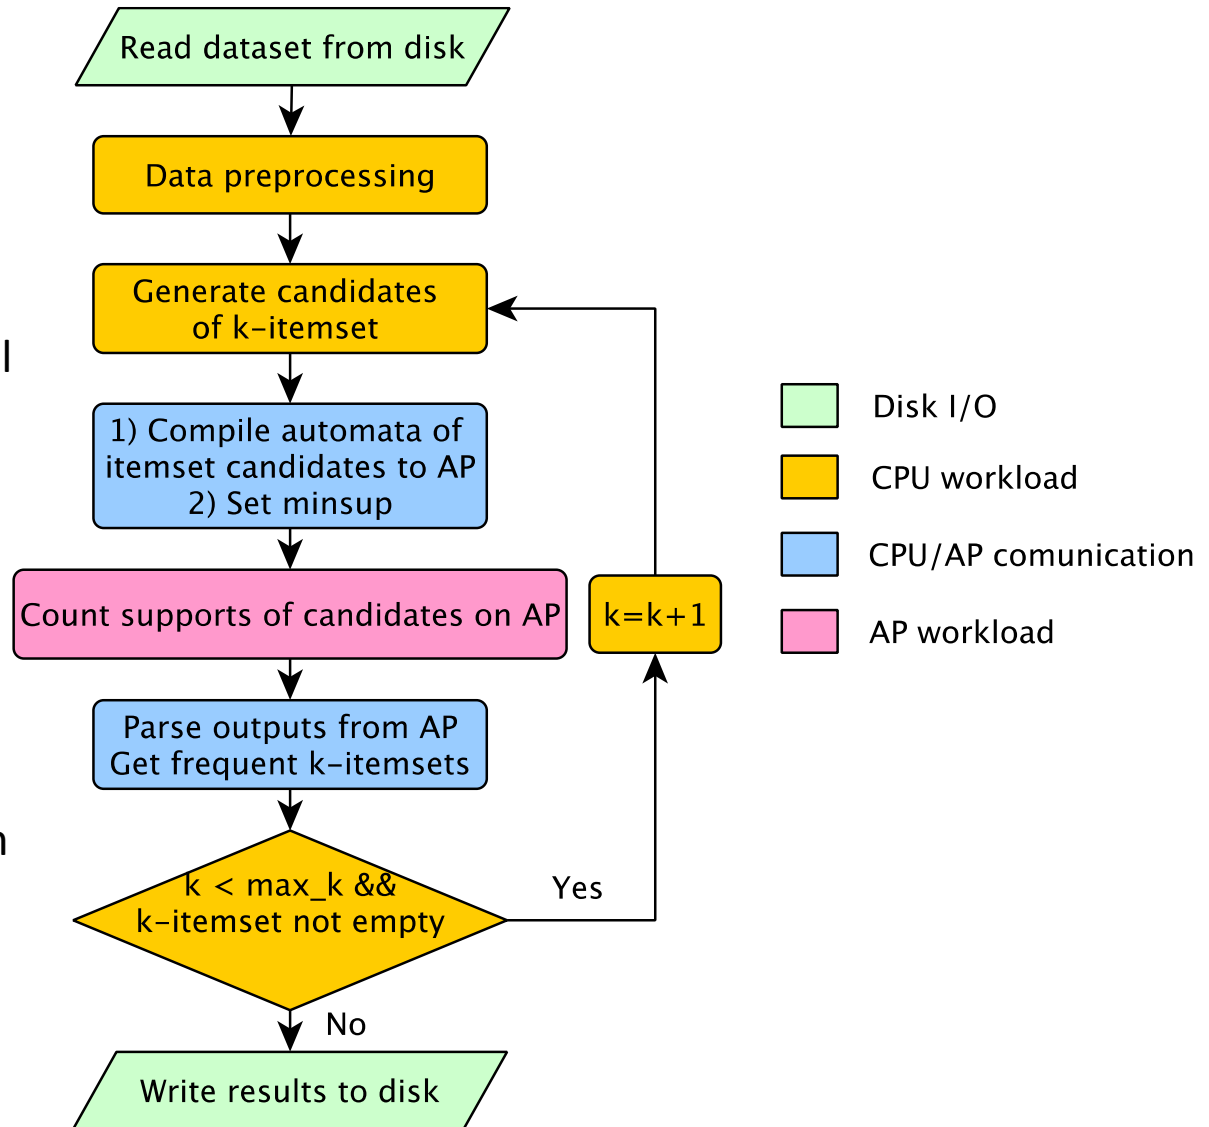 Read dataset from disk
Data preprocessing
Generate candidates
of k-itemset
l
1) Compile automata of
itemset candidates to AP
2) Set minsup
Count supports of candidates on AP
k=k+1
Parse outputs from AP
Get frequent k-itemsets
k < max_k &&
k-itemset not empty
Yes
No
Write results to disk
Disk I/O
CPU workload
CPU/AP comunication
AP workload